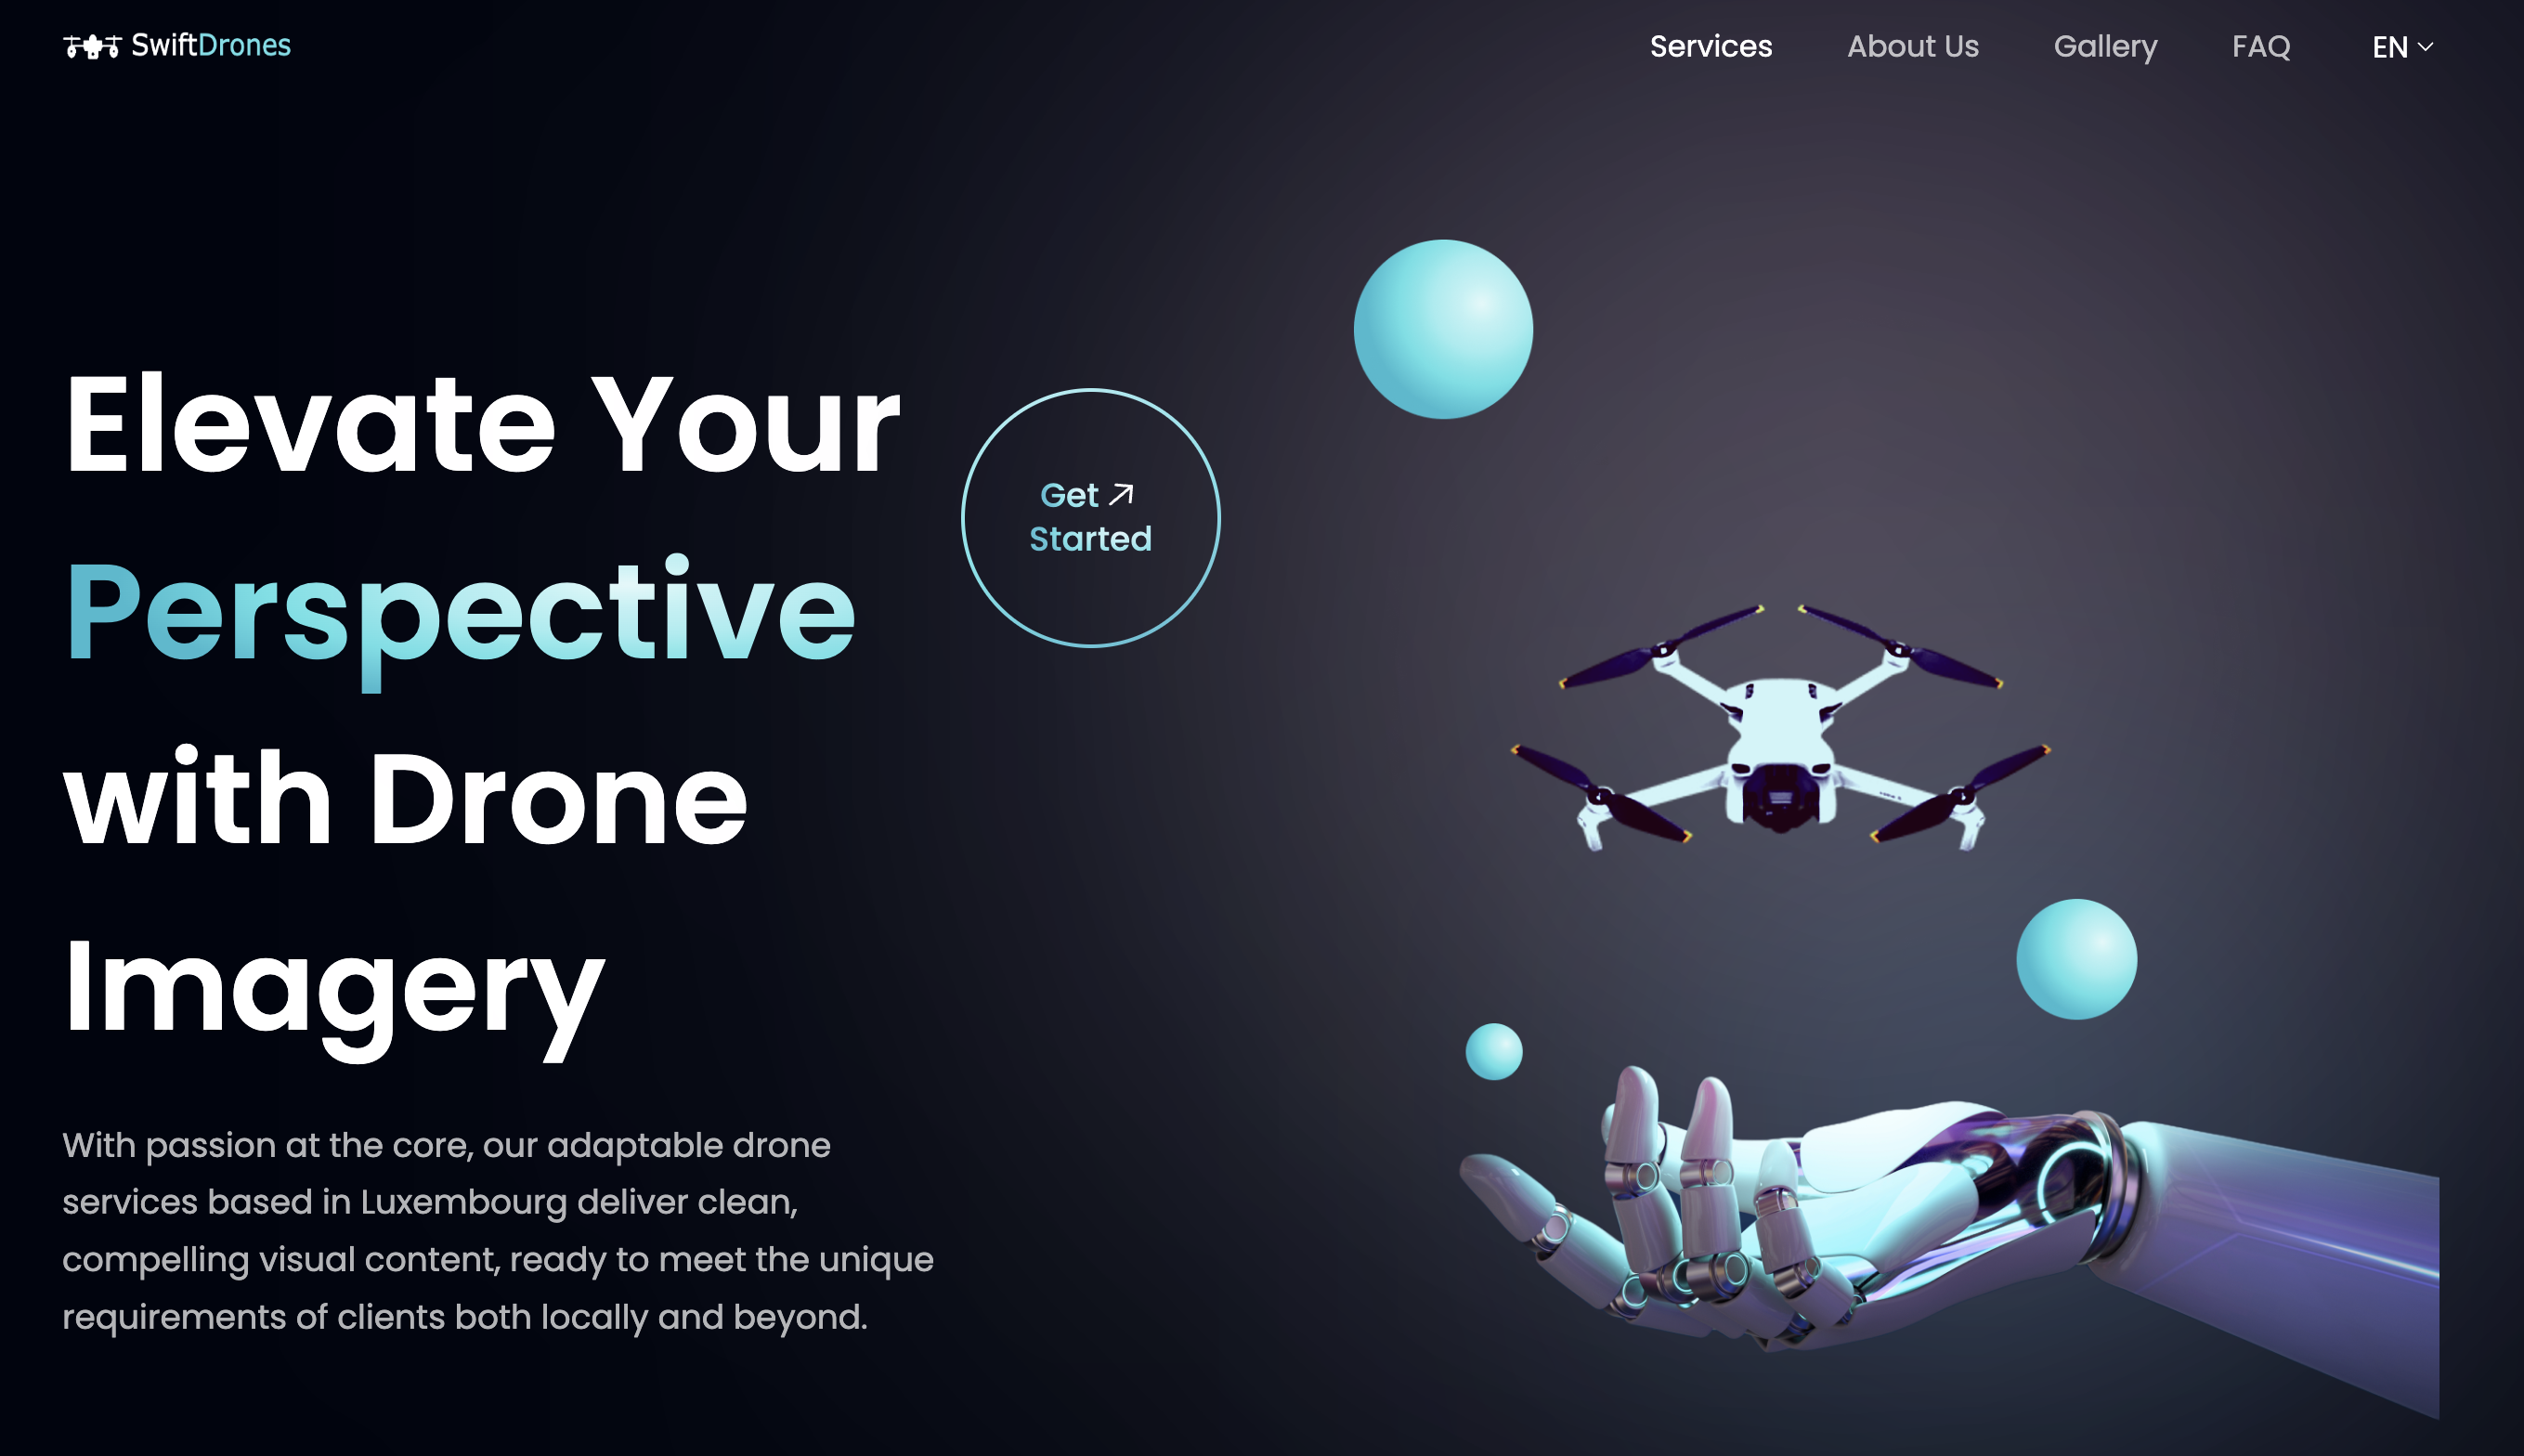 SwiftDrones
Services
About Us
Gallery
FAQ
EN
Elevate Your
Perspective
with Drone
Imagery
Get
Started
With passion at the core, our adaptable drone
services based in Luxembourg deliver clean,
compelling visual content, ready to meet the unique
requirements of clients both locally and beyond.